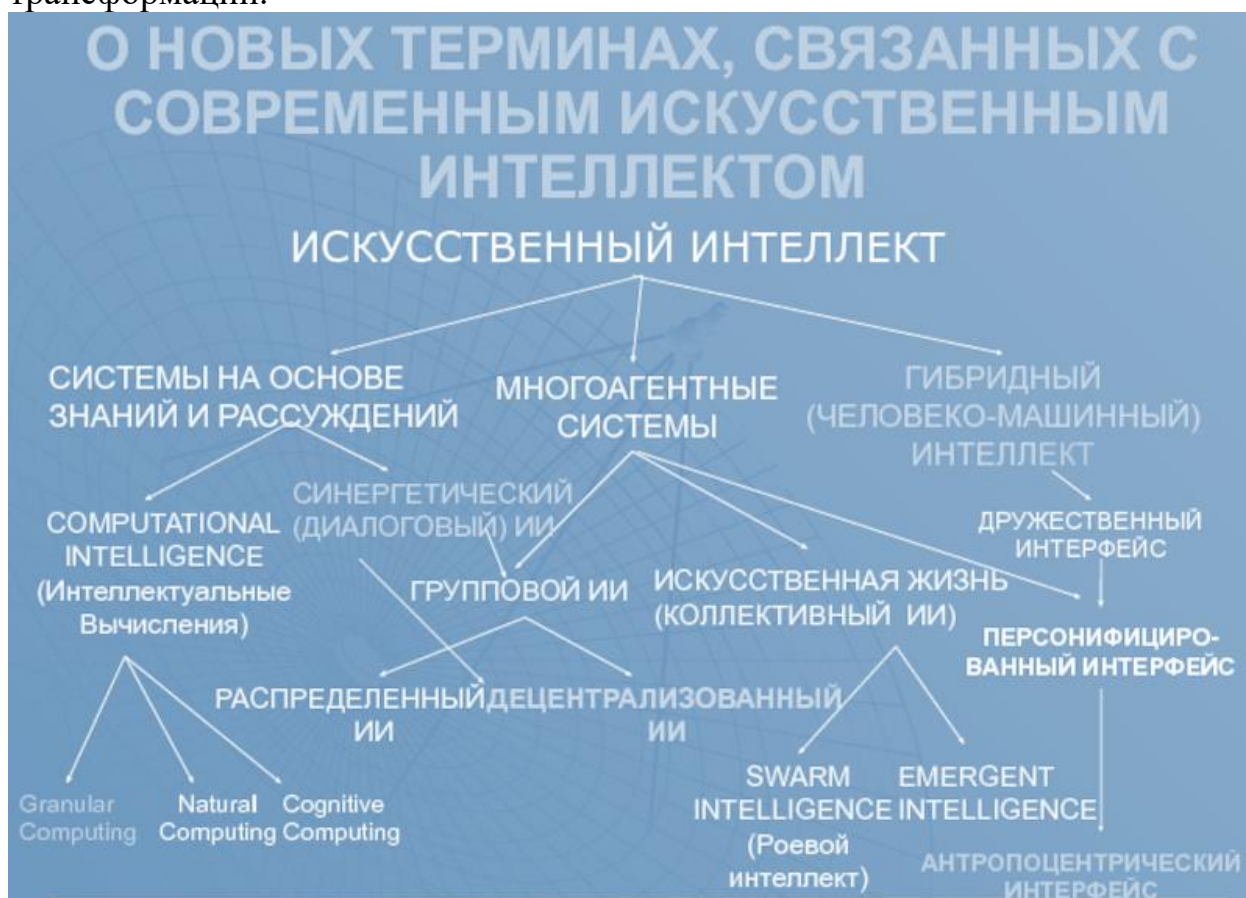 трансформации.
О НОВЫХ ТЕРМИНАХ, СВЯЗАННЫХ С
СОВРЕМЕННЫМ ИСКУССТВЕННЫМ
ИНТЕЛЛЕКТОМ
ИСКУССТВЕННЫЙ ИНТЕЛЛЕКТ
СИСТЕМЫ НА ОСНОВЕ
ЗНАНИЙ И РАССУЖДЕНИЙ
МНОГОАГЕНТНЫЕ
СИСТЕМЫ
ГИБРИДНЫЙ
(ЧЕЛОВЕКО-МАШИННЫЙ)
ИНТЕЛЛЕКТ
COMPUTATIONAL
INTELLIGENCE
(Интеллектуальные
Вычисления)
СИНЕРГЕТИЧЕСКИЙ
(ДИАЛОГОВЫЙ) ИИ
ГРУППОВОЙ ИИ
ИСКУССТВЕННАЯ ЖИЗНЬ
(КОЛЛЕКТИВНЫЙ ИИ)
ДРУЖЕСТВЕННЫЙ
ИНТЕРФЕЙС
ПЕРСОНИФИЦИРО-
ВАННЫЙ ИНТЕРФЕЙС
РАСПРЕДЕЛЕННЫЙ
ИИ
ДЕЦЕНТРАЛИЗОВАННЫЙ
ИИ
Granular
Computing
Natural
Computing
Cognitive
Computing
SWARM
INTELLIGENCE
(Роевой
интеллект)
EMERGENT
INTELLIGENCE
АНТРОПОЦЕНТРИЧЕСКИЙ
ИНТЕРФЕЙС